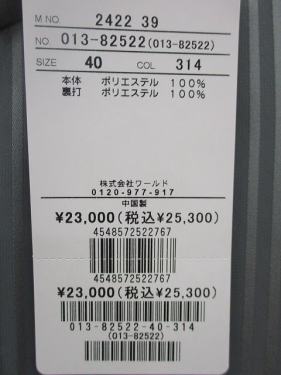 M NO. 2422 39
NO. 013-82522(013-82522)
SIZE 40 COL 314
本体 ポリエステル 100%
裏打 ポリエステル 100%
株式会社ワールド
0120-977-917
中国製
¥23,000(税込¥25,300)
4548572522767
¥23,000(税込¥25,300)
4548572522767
013-82522-40-314
(013-82522)